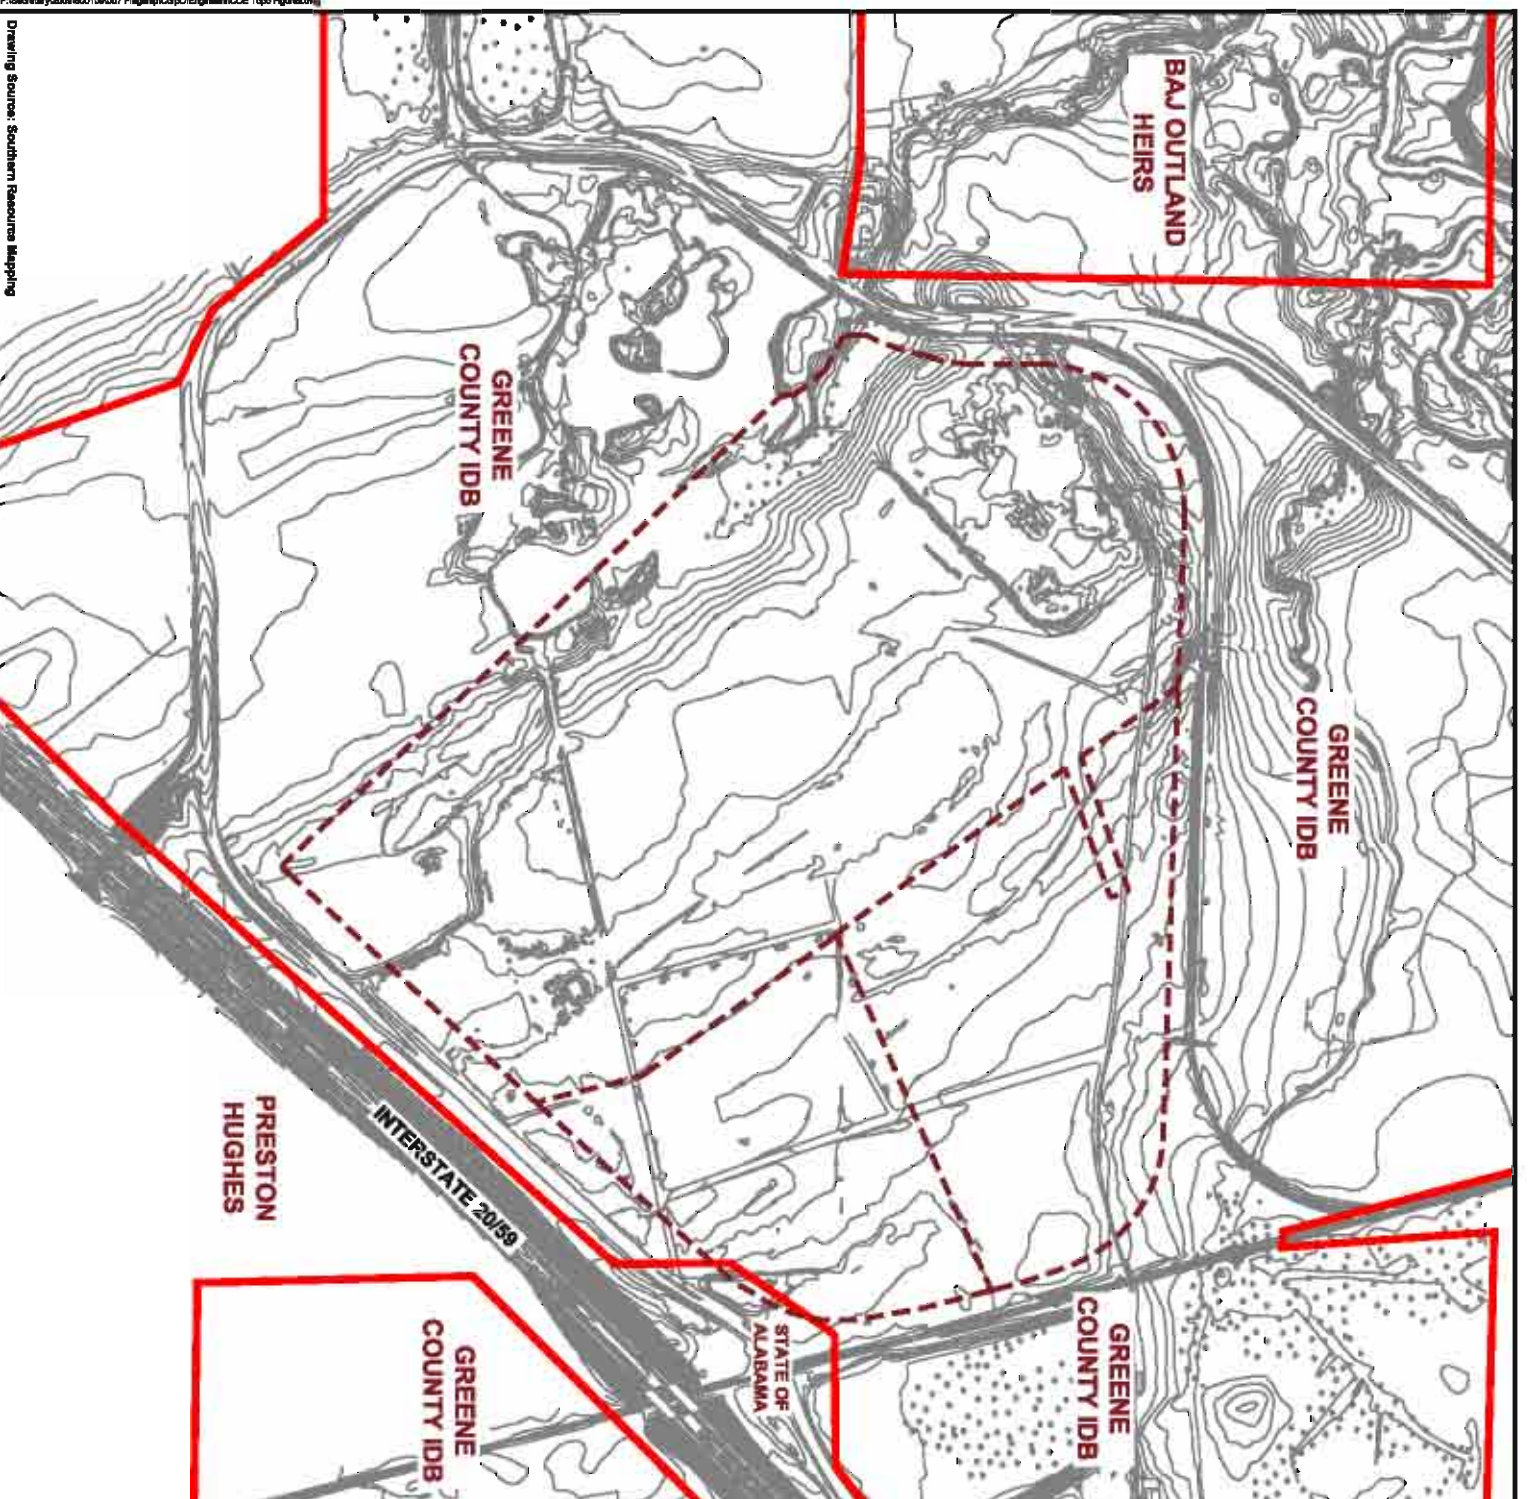 Drawing Source: Southern Resource Mapping
BAJ OUTLAND
HEIRS
GREENE
COUNTY IDB
GREENE
COUNTY IDB
PRESTON
HUGHES
INTERSTATE 20/59
STATE OF
ALABAMA
GREENE
COUNTY IDB
GREENE
COUNTY IDB